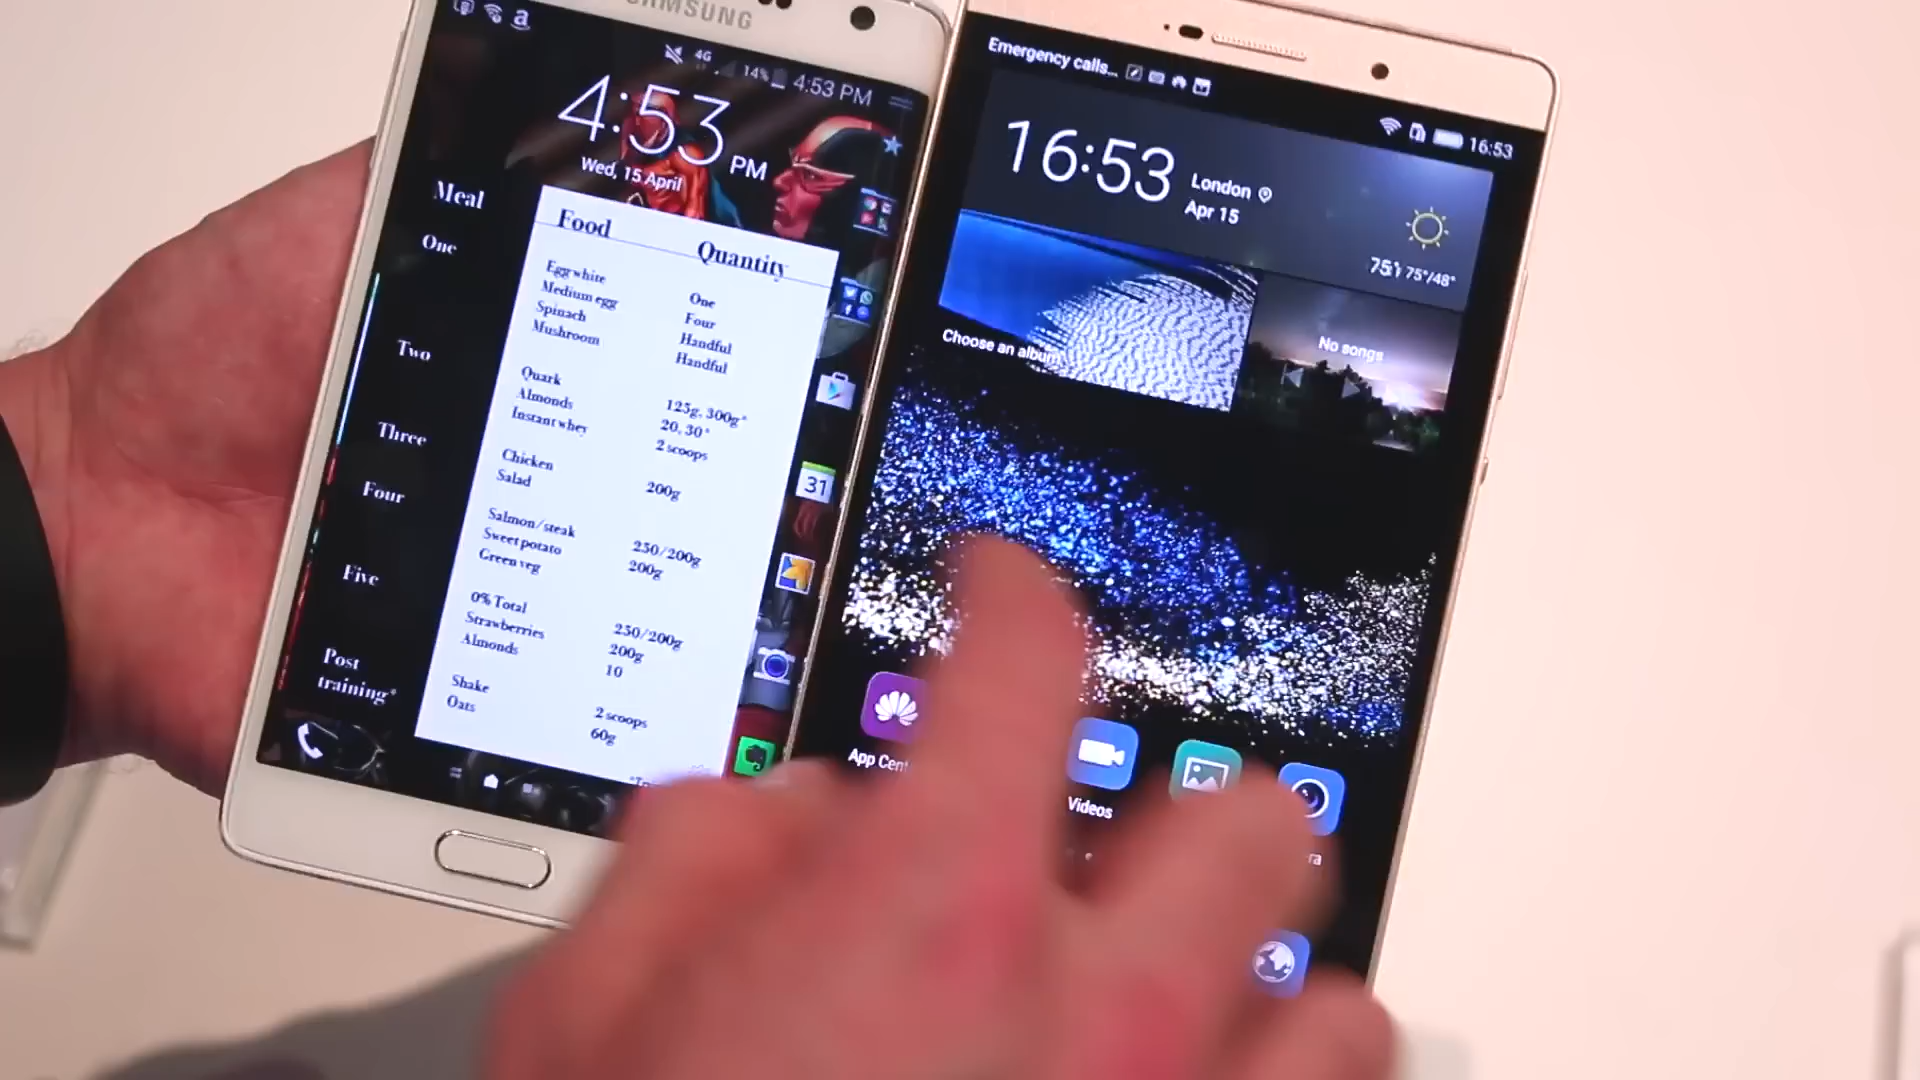 SAMSUNG
4G
14%
4:53 PM
4:53 PM
Wed, 15 April
Meal
Food
Quantity
One
Egg white
One
Medium egg
Four
Spinach
Handful
Mushroom
Handful
Two
Quark
125g, 300g*
Almonds
20, 30*
Instant whey
2 scoops
Three
Chicken
200g
Salad
Four
Salmon/steak
250/200g
Sweet potato
200g
Green veg
Five
0% Total
250/200g
Strawberries
200g
Almonds
10
Post
training*
Shake
2 scoops
Oats
60g
31
Emergency calls...
16:53
16:53
London
Apr 15
75°/48°
Choose an album
No songs
App Cent
Videos
ra